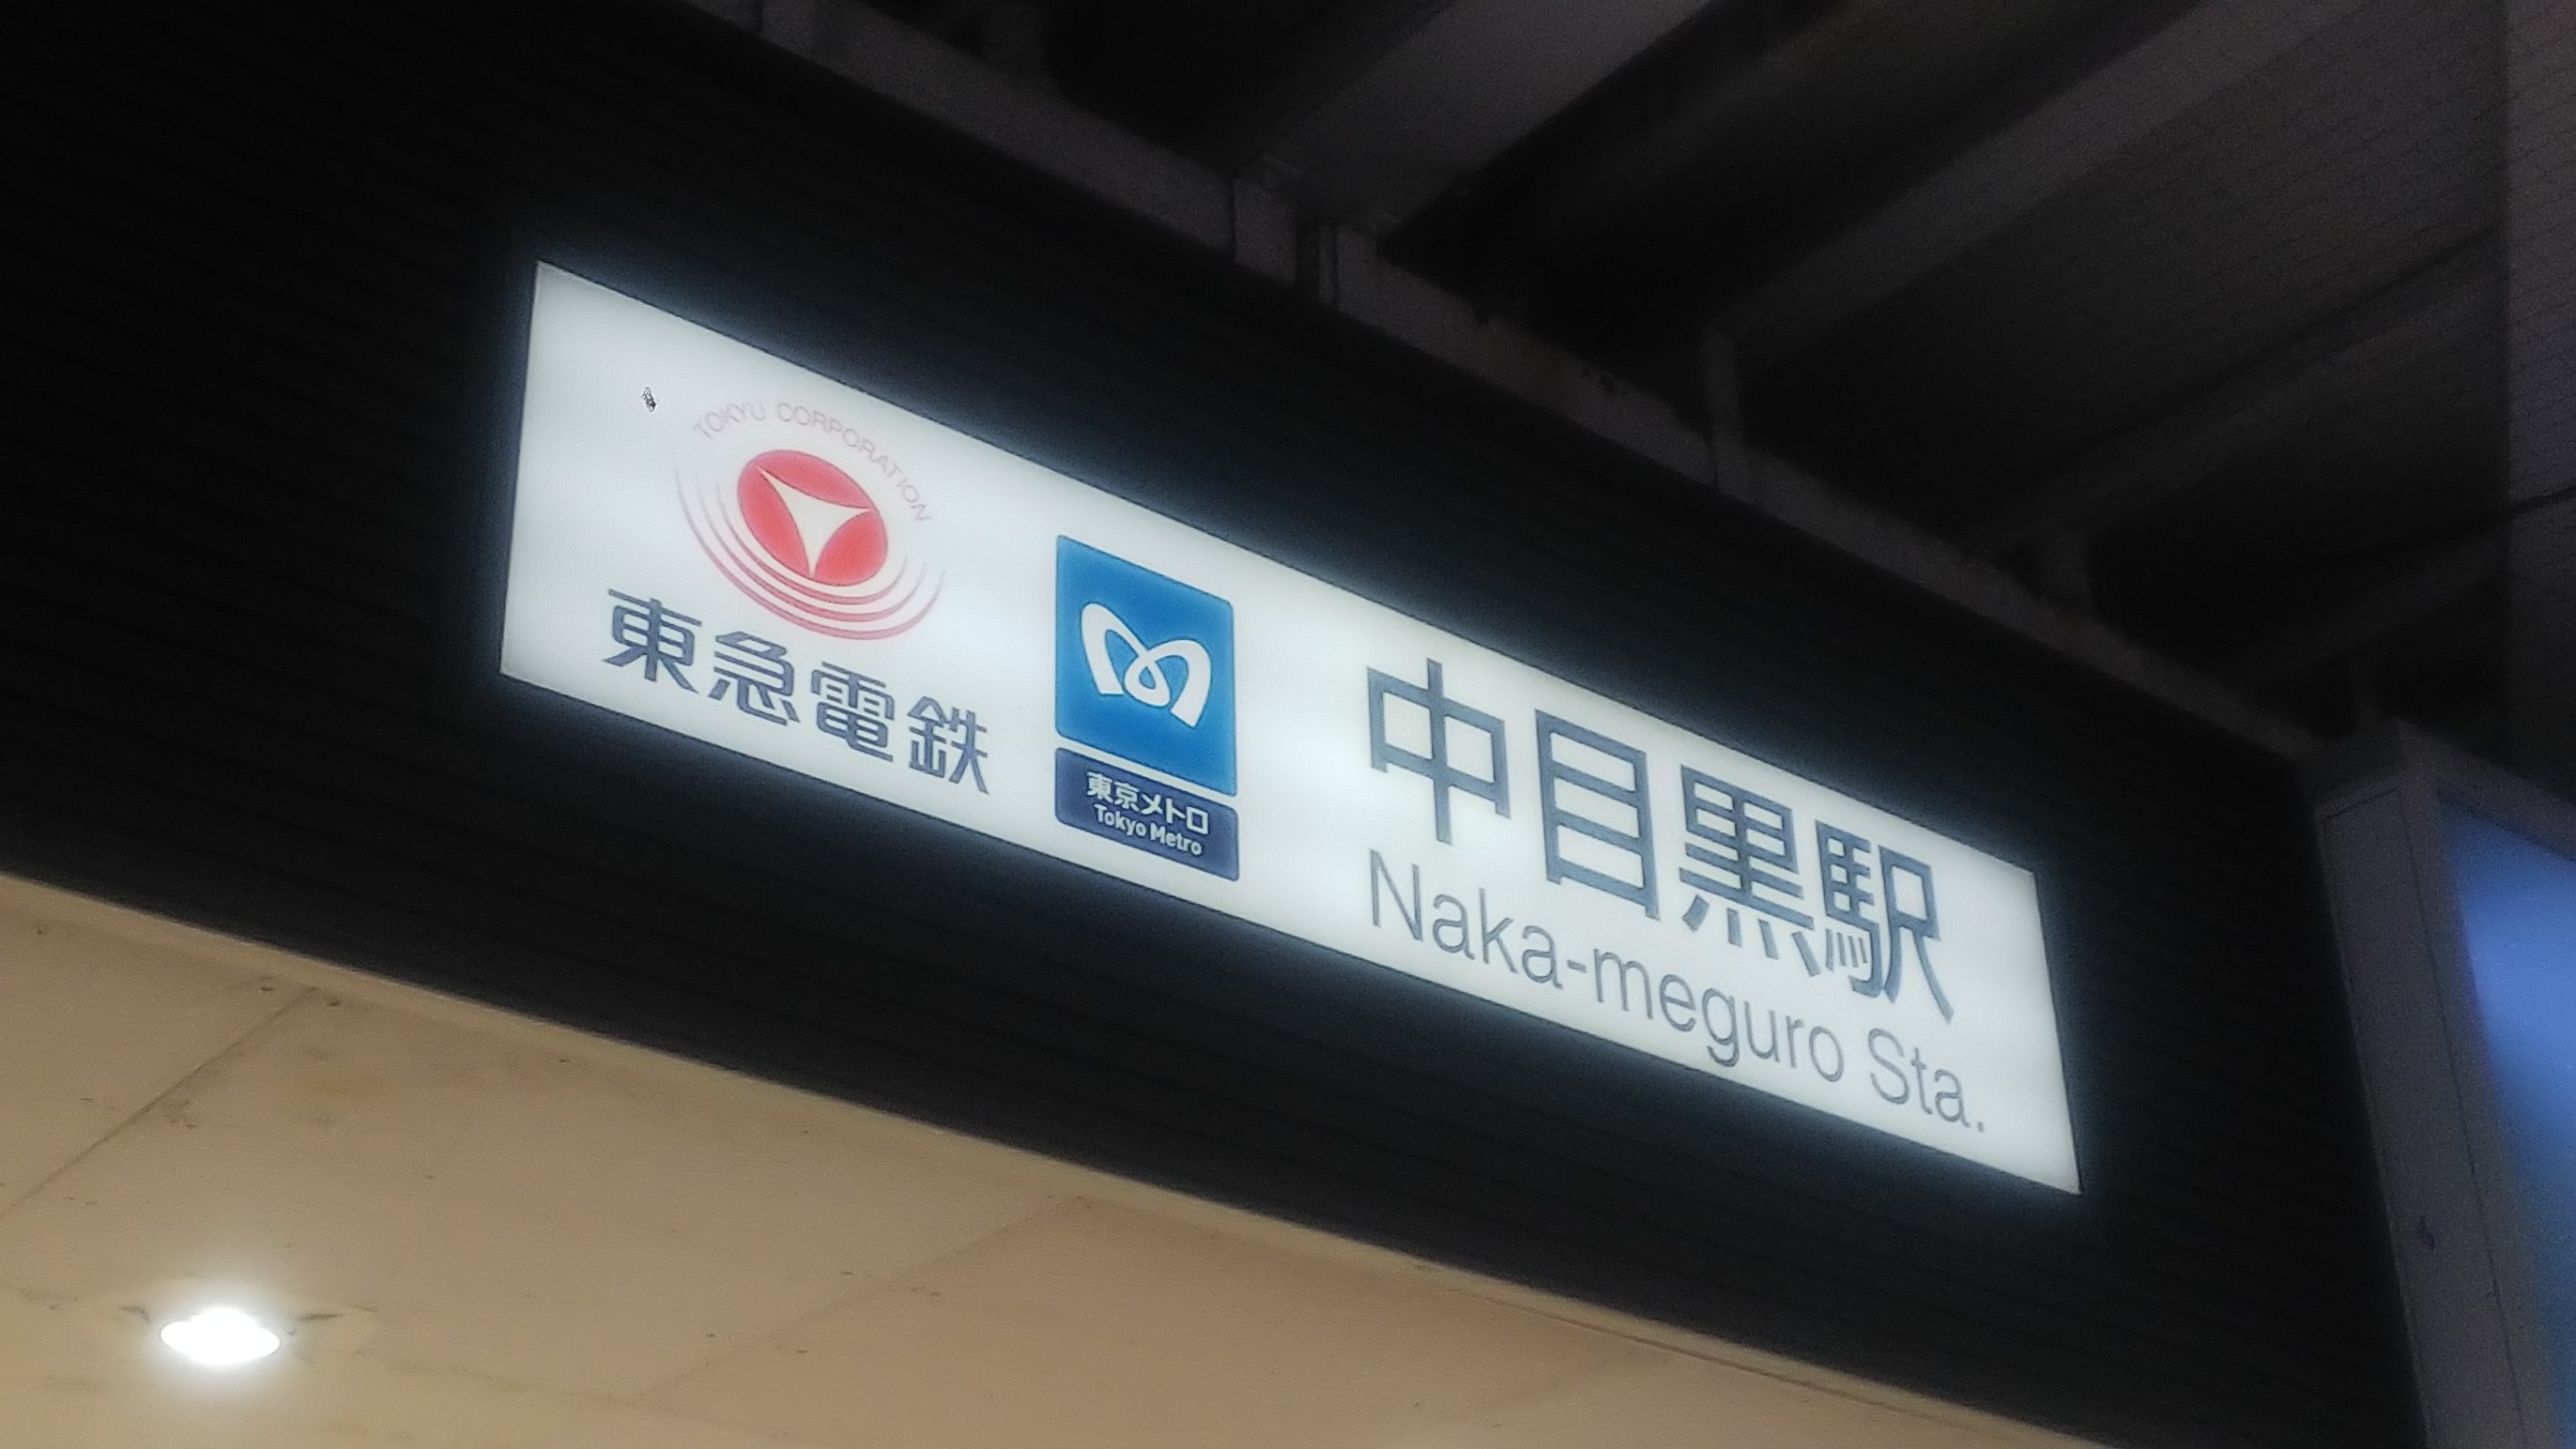 TOKYU CORPORATION
東急電鉄
東京メトロ
Tokyo Metro
中目黒駅
Naka-meguro Sta.